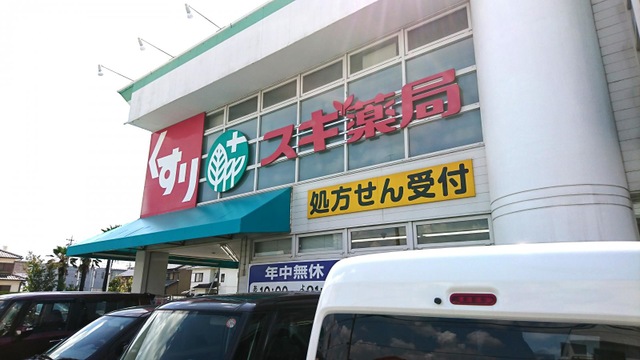 くすり
スギ薬局
処方せん受付
年中無休